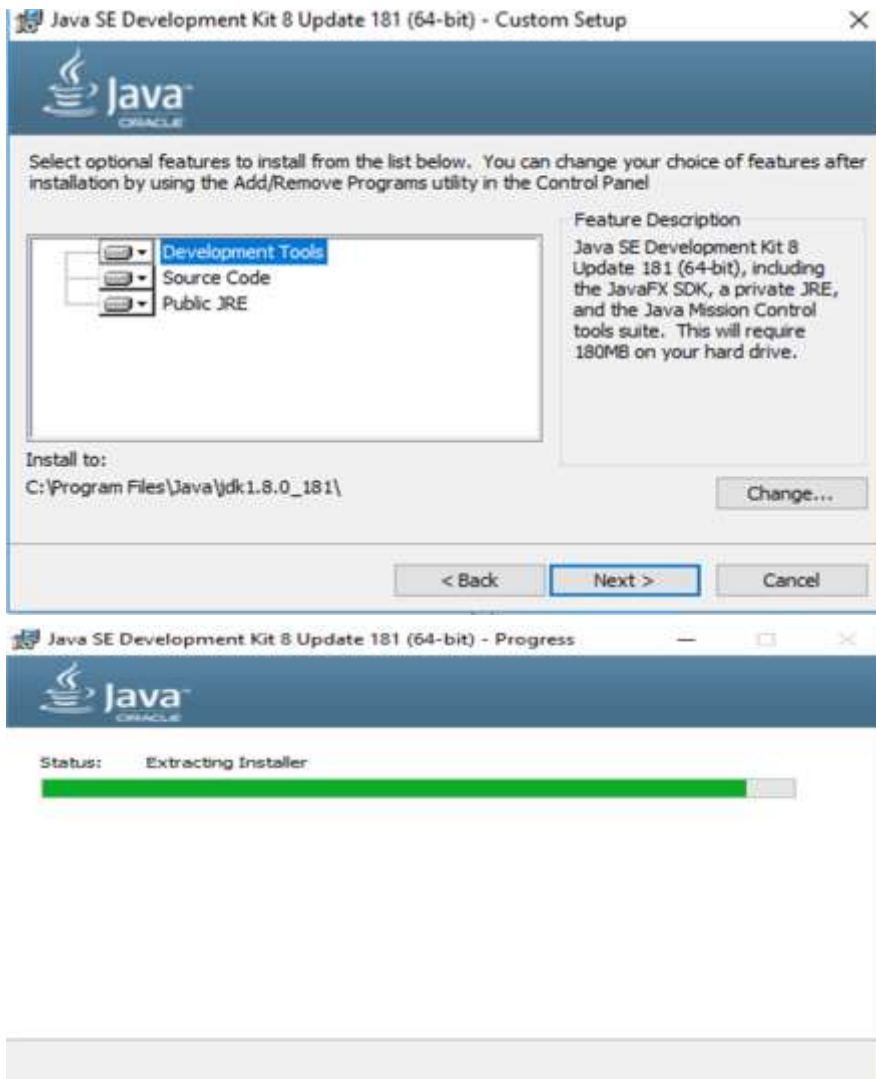 Java SE Development Kit 8 Update 181 (64-bit) - Custom Setup
Java
ORACLE
Select optional features to install from the list below. You can change your choice of features after
installation by using the Add/Remove Programs utility in the Control Panel
Development Tools
Source Code
Public JRE
Feature Description
Java SE Development Kit 8
Update 181 (64-bit), including
the JavaFX SDK, a private JRE,
and the Java Mission Control
tools suite. This will require
180MB on your hard drive.
Install to:
C:\Program Files\Java\jdk1.8.0_181\
Change...
< Back
Next >
Cancel
Java SE Development Kit 8 Update 181 (64-bit) - Progress
Java
ORACLE
Status: Extracting Installer